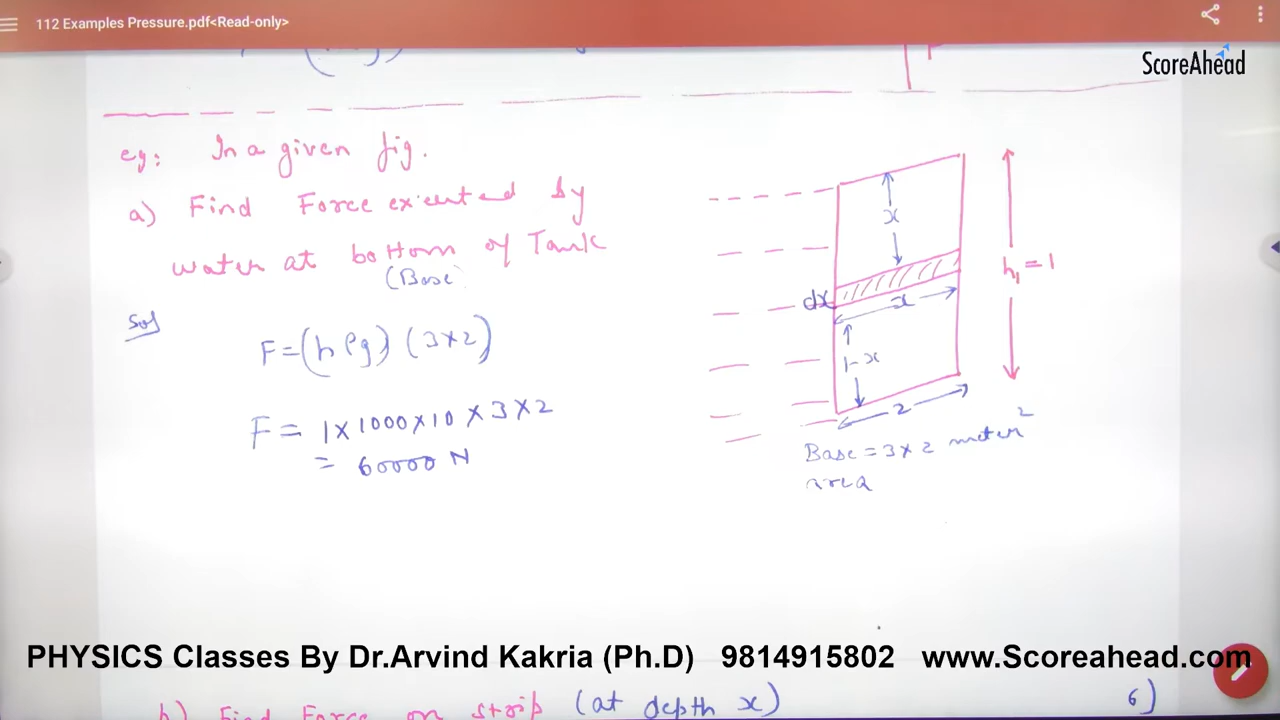 112 Examples Pressure.pdf<Read-only>
ScoreAhead
eg: In a given fig.
a) Find Force exerted by
water at bottom of Tank
(Base)
Sol
F=(hρg) (3×2)
F = 1×1000×10×3×2
= 60000 N
x
dx
x
1-x
2
h₁=1
Base = 3×2 meter²
area
PHYSICS Classes By Dr.Arvind Kakria (Ph.D) 9814915802 www.Scoreahead.com
b) Find Force on strip (at depth x)
6)